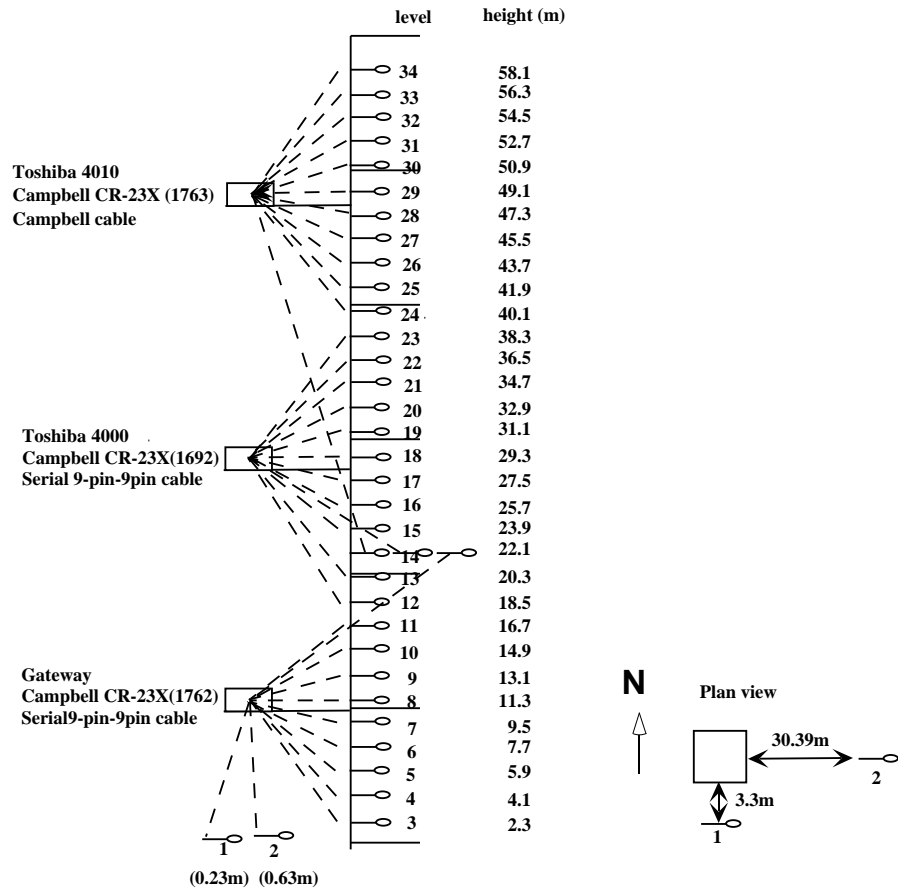 level height (m)
34 58.1
33 56.3
32 54.5
31 52.7
30 50.9
29 49.1
28 47.3
27 45.5
26 43.7
25 41.9
24 40.1
23 38.3
22 36.5
21 34.7
20 32.9
19 31.1
18 29.3
17 27.5
16 25.7
15 23.9
14 22.1
13 20.3
12 18.5
11 16.7
10 14.9
9 13.1
8 11.3
7 9.5
6 7.7
5 5.9
4 4.1
3 2.3
Toshiba 4010
Campbell CR-23X (1763)
Campbell cable
Toshiba 4000
Campbell CR-23X(1692)
Serial 9-pin-9pin cable
Gateway
Campbell CR-23X(1762)
Serial9-pin-9pin cable
1 2
(0.23m) (0.63m)
N
Plan view
30.39m
2
3.3m
1